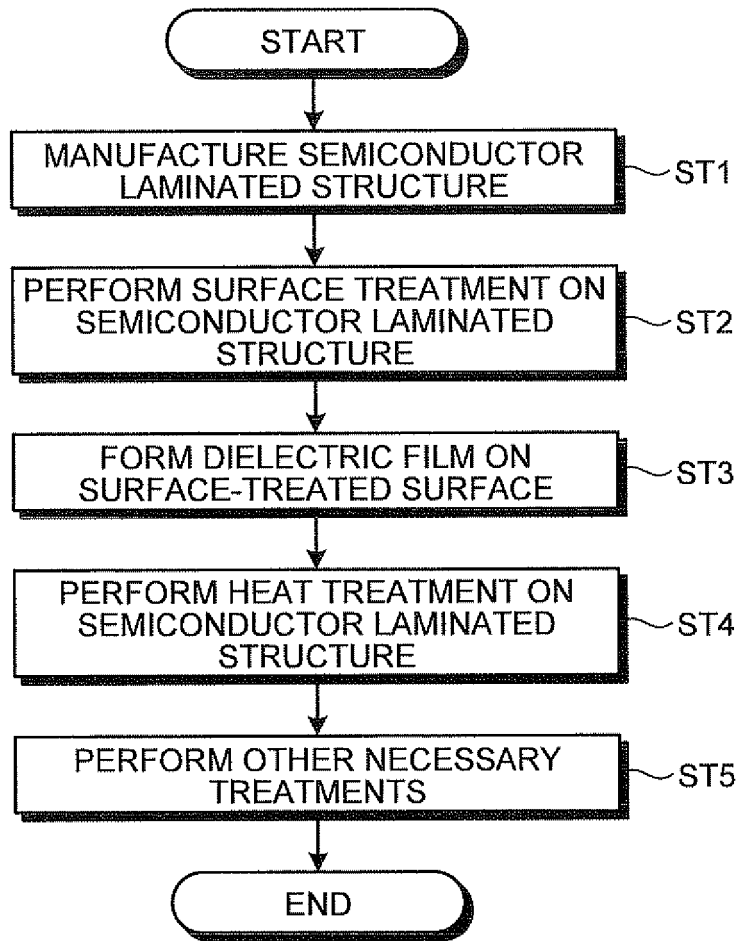 START
MANUFACTURE SEMICONDUCTOR
LAMINATED STRUCTURE
ST1
PERFORM SURFACE TREATMENT ON
SEMICONDUCTOR LAMINATED
STRUCTURE
ST2
FORM DIELECTRIC FILM ON
SURFACE-TREATED SURFACE
ST3
PERFORM HEAT TREATMENT ON
SEMICONDUCTOR LAMINATED
STRUCTURE
ST4
PERFORM OTHER NECESSARY
TREATMENTS
ST5
END